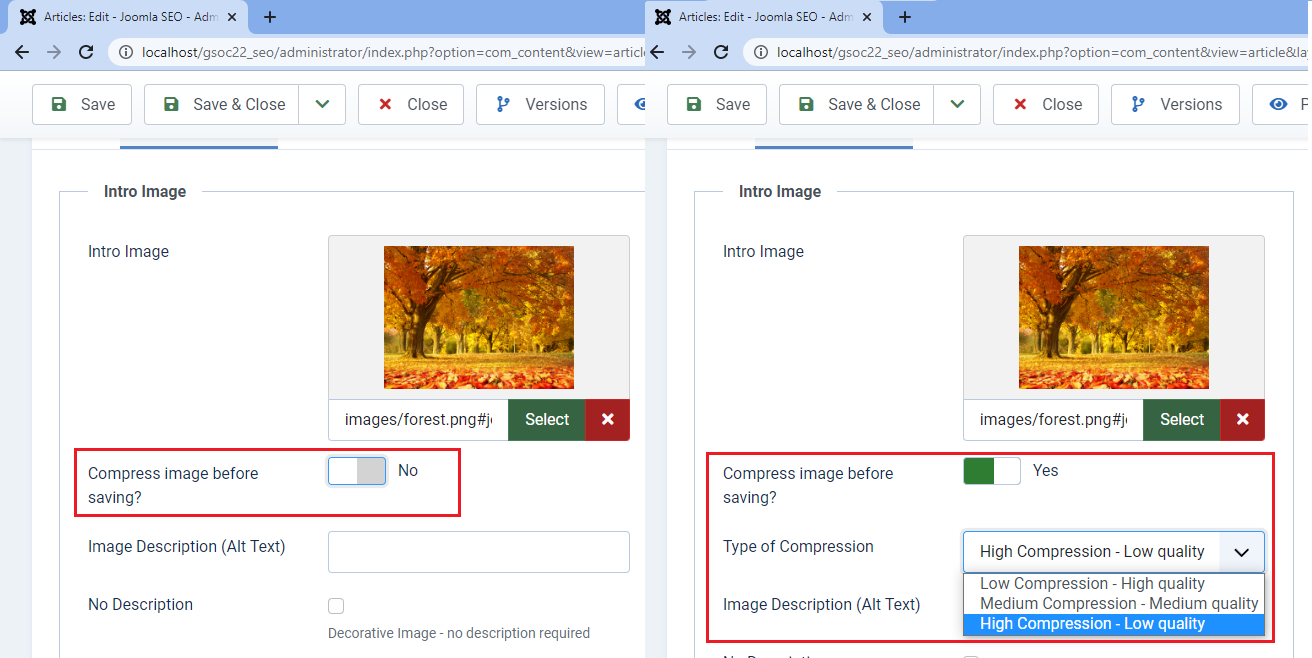 Articles: Edit - Joomla SEO - Adm
localhost/gsoc22_seo/administrator/index.php?option=com_content&view=article
Save
Save & Close
Close
Versions
Intro Image
Intro Image
images/forest.png#j
Select
Compress image before
saving?
No
Image Description (Alt Text)
No Description
Decorative Image - no description required
Articles: Edit - Joomla SEO - Adm
localhost/gsoc22_seo/administrator/index.php?option=com_content&view=article&la
Save
Save & Close
Close
Versions
P
Intro Image
Intro Image
images/forest.png#j
Select
Compress image before
saving?
Yes
Type of Compression
High Compression - Low quality
Low Compression - High quality
Medium Compression - Medium quality
High Compression - Low quality
Image Description (Alt Text)